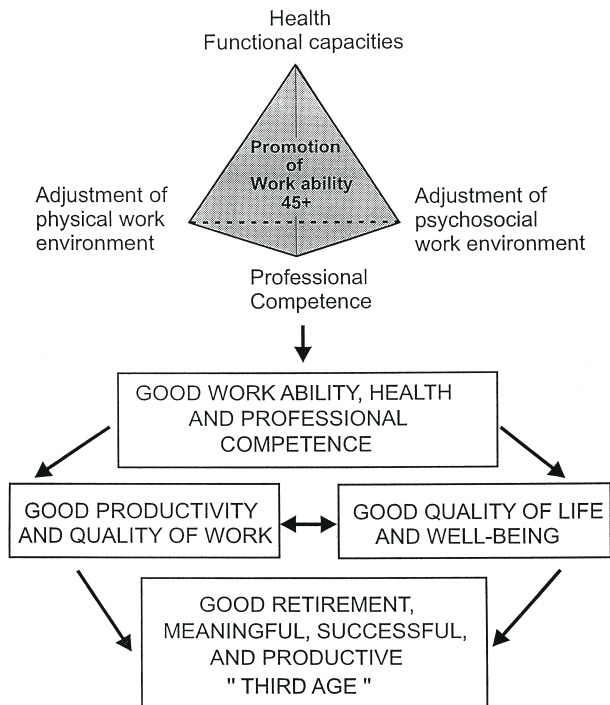 Health
Functional capacities
Promotion
of
Work ability
45+
Adjustment of
physical work
environment
Adjustment of
psychosocial
work environment
Professional
Competence
GOOD WORK ABILITY, HEALTH
AND PROFESSIONAL
COMPETENCE
GOOD PRODUCTIVITY
AND QUALITY OF WORK
GOOD QUALITY OF LIFE
AND WELL-BEING
GOOD RETIREMENT,
MEANINGFUL, SUCCESSFUL,
AND PRODUCTIVE
" THIRD AGE "